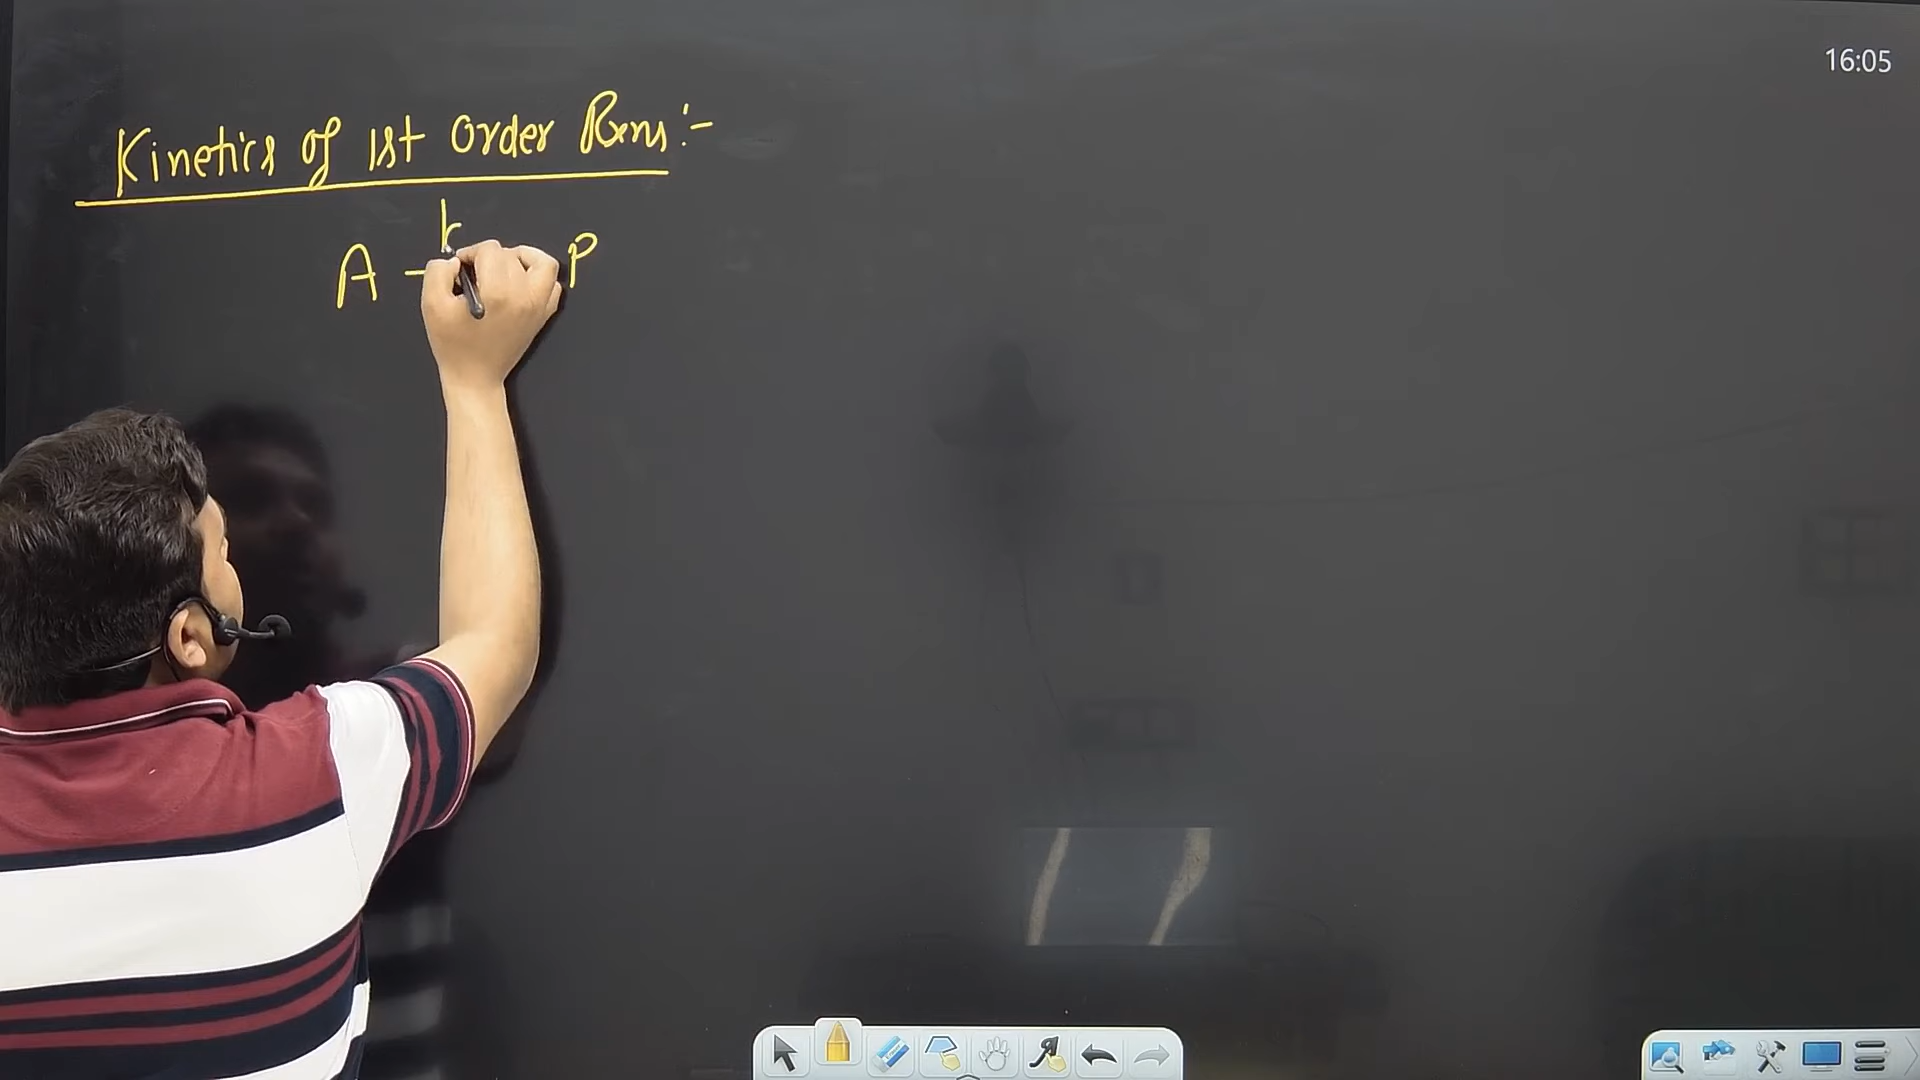 16:05
Kinetics of 1st Order Rxns:-
k
A → P